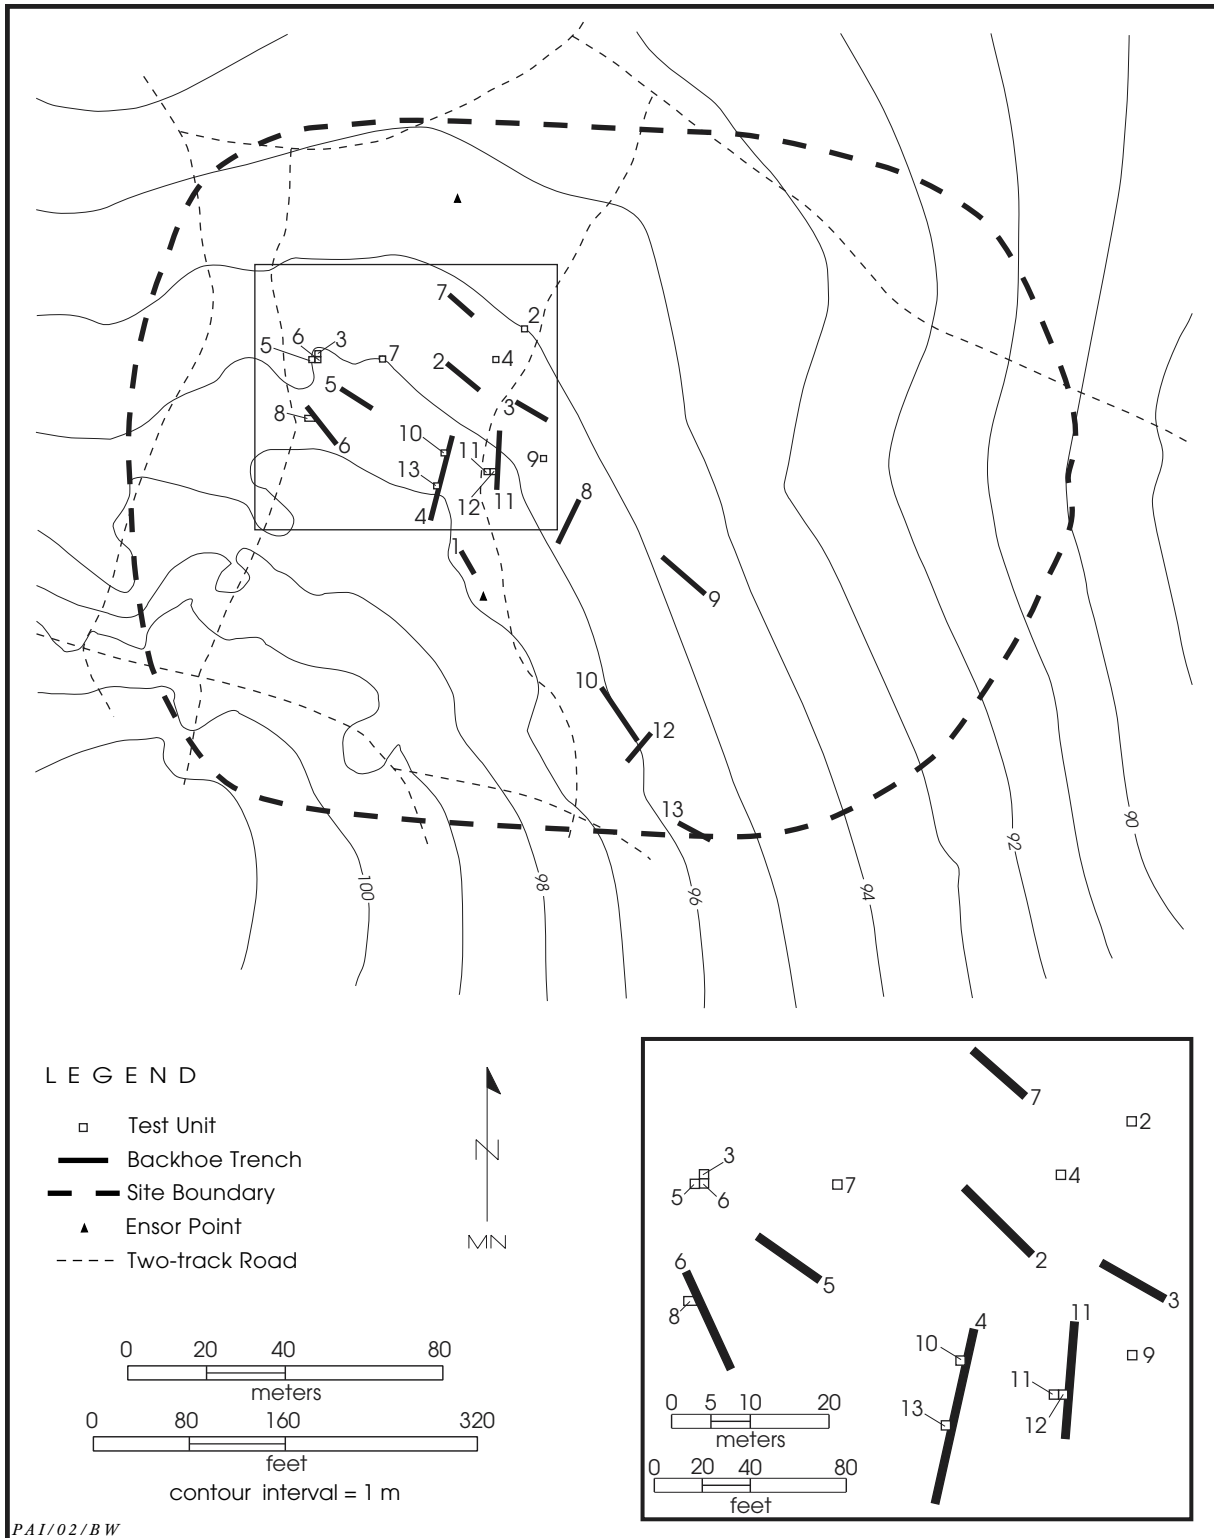 7
2
6
3
5
7
2
4
5
3
8
6
10
11
9
13
12
11
4
8
1
9
10
12
13
100
98
96
94
92
90
LEGEND
Test Unit
Backhoe Trench
Site Boundary
Ensor Point
Two-track Road
N
MN
0 20 40 80
meters
0 80 160 320
feet
contour interval = 1 m
7
2
3
4
5 6
7
6
2
5
3
8
4
11
10
9
11
13
12
0 5 10 20
meters
0 20 40 80
feet
PAI/02/BW